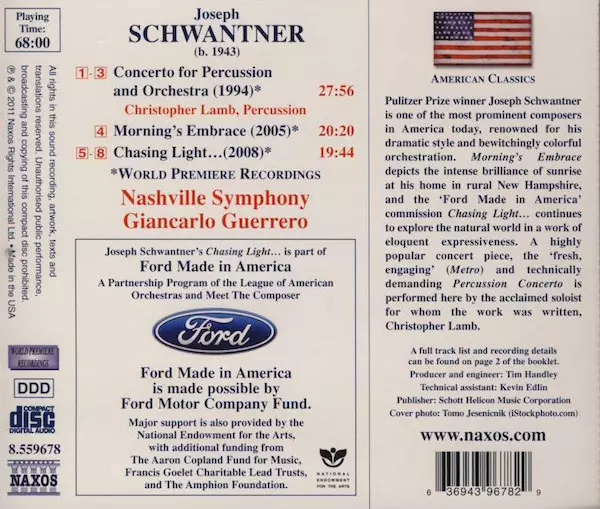 Playing
Time:
68:00
All rights in this sound recording, artwork, texts and
translations reserved. Unauthorised public performance,
broadcasting and copying of this compact disc prohibited.
℗ & © 2011 Naxos Rights International Ltd. • Made in the USA
WORLD PREMIERE
RECORDINGS
DDD
COMPACT
disc
DIGITAL AUDIO
8.559678
NAXOS
Joseph
SCHWANTNER
(b. 1943)
1-3 Concerto for Percussion
and Orchestra (1994)* 27:56
Christopher Lamb, Percussion
4 Morning's Embrace (2005)* 20:20
5-8 Chasing Light…(2008)* 19:44
*WORLD PREMIERE RECORDINGS
Nashville Symphony
Giancarlo Guerrero
Joseph Schwantner's Chasing Light… is part of
Ford Made in America
A Partnership Program of the League of American
Orchestras and Meet The Composer
Ford
Ford Made in America
is made possible by
Ford Motor Company Fund.
Major support is also provided by the
National Endowment for the Arts,
with additional funding from
The Aaron Copland Fund for Music,
Francis Goelet Charitable Lead Trusts,
and The Amphion Foundation.
NATIONAL
ENDOWMENT
FOR THE ARTS
AMERICAN CLASSICS
Pulitzer Prize winner Joseph Schwantner
is one of the most prominent composers
in America today, renowned for his
dramatic style and bewitchingly colorful
orchestration. Morning's Embrace
depicts the intense brilliance of sunrise
at his home in rural New Hampshire,
and the 'Ford Made in America'
commission Chasing Light… continues
to explore the natural world in a work of
eloquent expressiveness. A highly
popular concert piece, the 'fresh,
engaging' (Metro) and technically
demanding Percussion Concerto is
performed here by the acclaimed soloist
for whom the work was written,
Christopher Lamb.
A full track list and recording details
can be found on page 2 of the booklet.
Producer and engineer: Tim Handley
Technical assistant: Kevin Edlin
Publisher: Schott Helicon Music Corporation
Cover photo: Tomo Jesenicnik (iStockphoto.com)
www.naxos.com
6 36943 96782 9